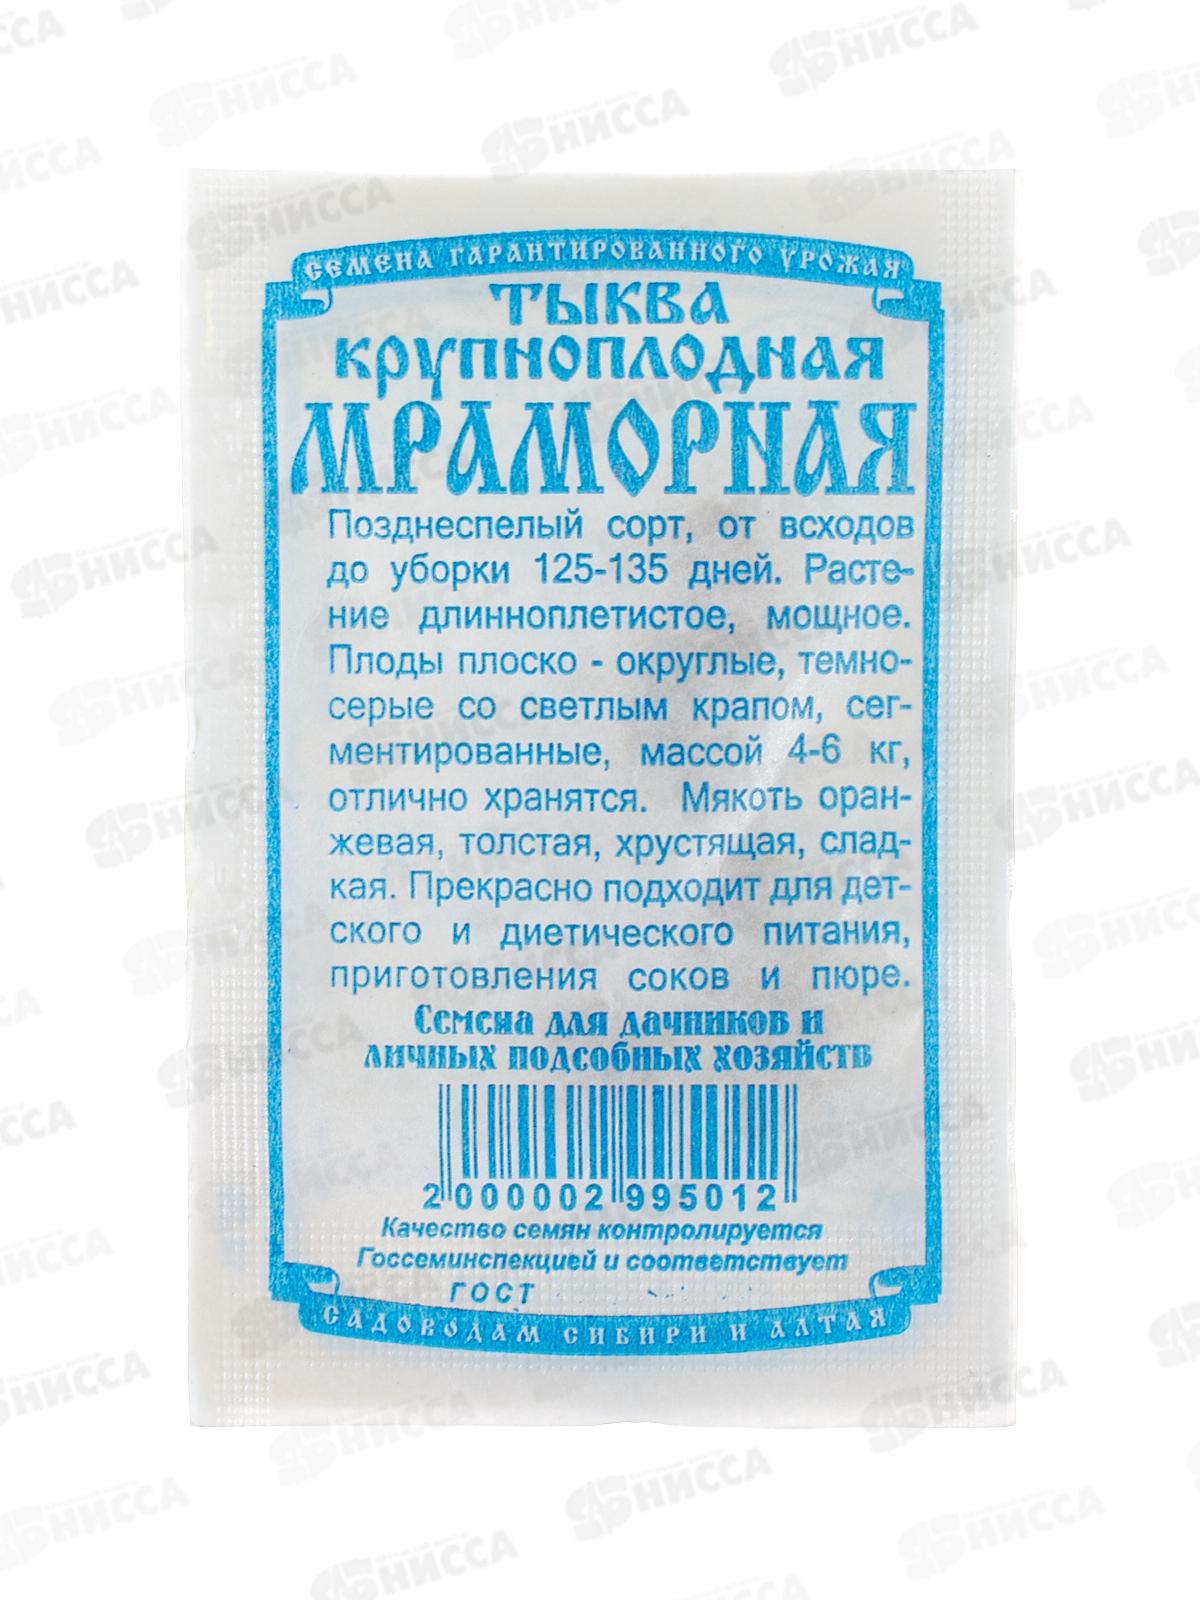 СЕМЕНА ГАРАНТИРОВАННОГО УРОЖАЯ
ТЫКВА
КРУПНОПЛОДНАЯ
МРАМОРНАЯ
Позднеспелый сорт, от всходов
до уборки 125-135 дней. Расте-
ние длинноплетистое, мощное.
Плоды плоско - округлые, темно-
серые со светлым крапом, сег-
ментированные, массой 4-6 кг,
отлично хранятся. Мякоть оран-
жевая, толстая, хрустящая, слад-
кая. Прекрасно подходит для дет-
ского и диетического питания,
приготовления соков и пюре.
Семена для дачников и
личных подсобных хозяйств
2 000002 995012
Качество семян контролируется
Госсеминспекцией и соответствует
ГОСТ
САДОВОДАМ СИБИРИ И АЛТАЯ
НИССА